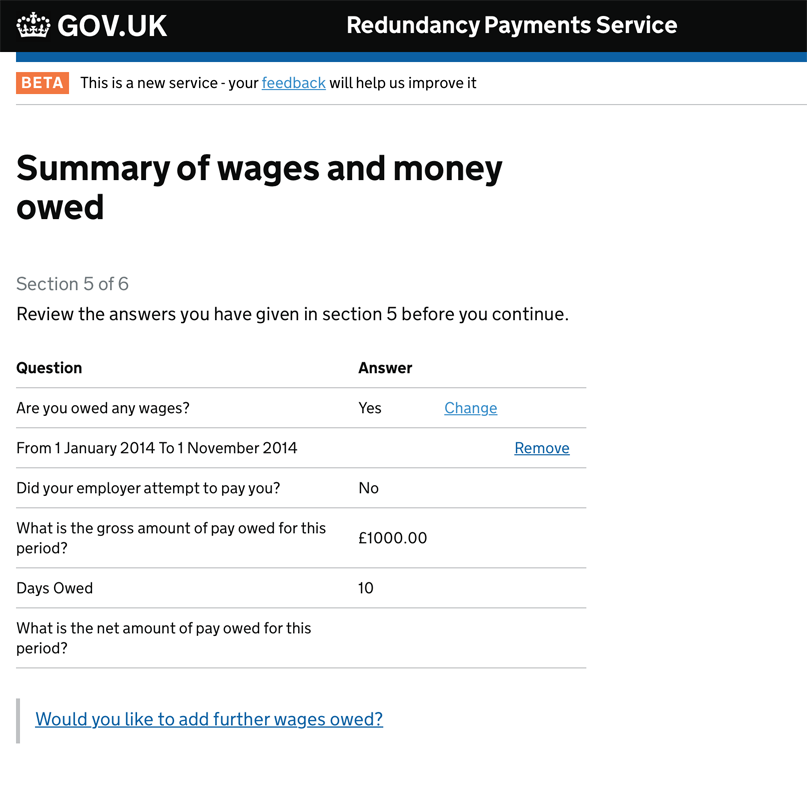 GOV.UK Redundancy Payments Service
BETA This is a new service - your feedback will help us improve it
Summary of wages and money
owed
Section 5 of 6
Review the answers you have given in section 5 before you continue.
Question Answer
Are you owed any wages? Yes Change
From 1 January 2014 To 1 November 2014 Remove
Did your employer attempt to pay you? No
What is the gross amount of pay owed for this
period? £1000.00
Days Owed 10
What is the net amount of pay owed for this
period?
Would you like to add further wages owed?